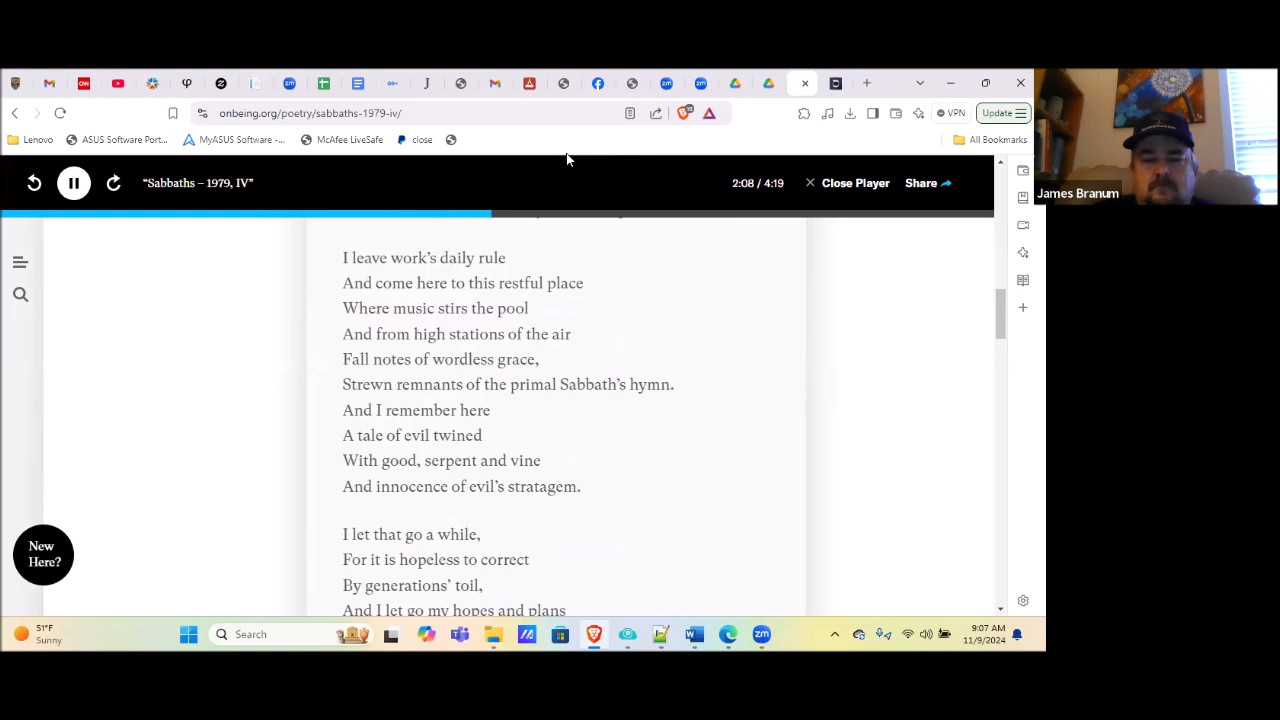 CNN
onbeing.org/poetry/sabbaths-1979-iv/
VPN
Update
Lenovo
ASUS Software Port...
MyASUS Software -...
McAfee LiveSafe
close
All Bookmarks
"Sabbaths – 1979, IV"
2:08 / 4:19
Close Player
Share
James Branum
I leave work's daily rule
And come here to this restful place
Where music stirs the pool
And from high stations of the air
Fall notes of wordless grace,
Strewn remnants of the primal Sabbath's hymn.
And I remember here
A tale of evil twined
With good, serpent and vine
And innocence of evil's stratagem.
I let that go a while,
For it is hopeless to correct
By generations' toil,
And I let go my hopes and plans
New
Here?
51°F
Sunny
Search
zm
9:07 AM
11/9/2024